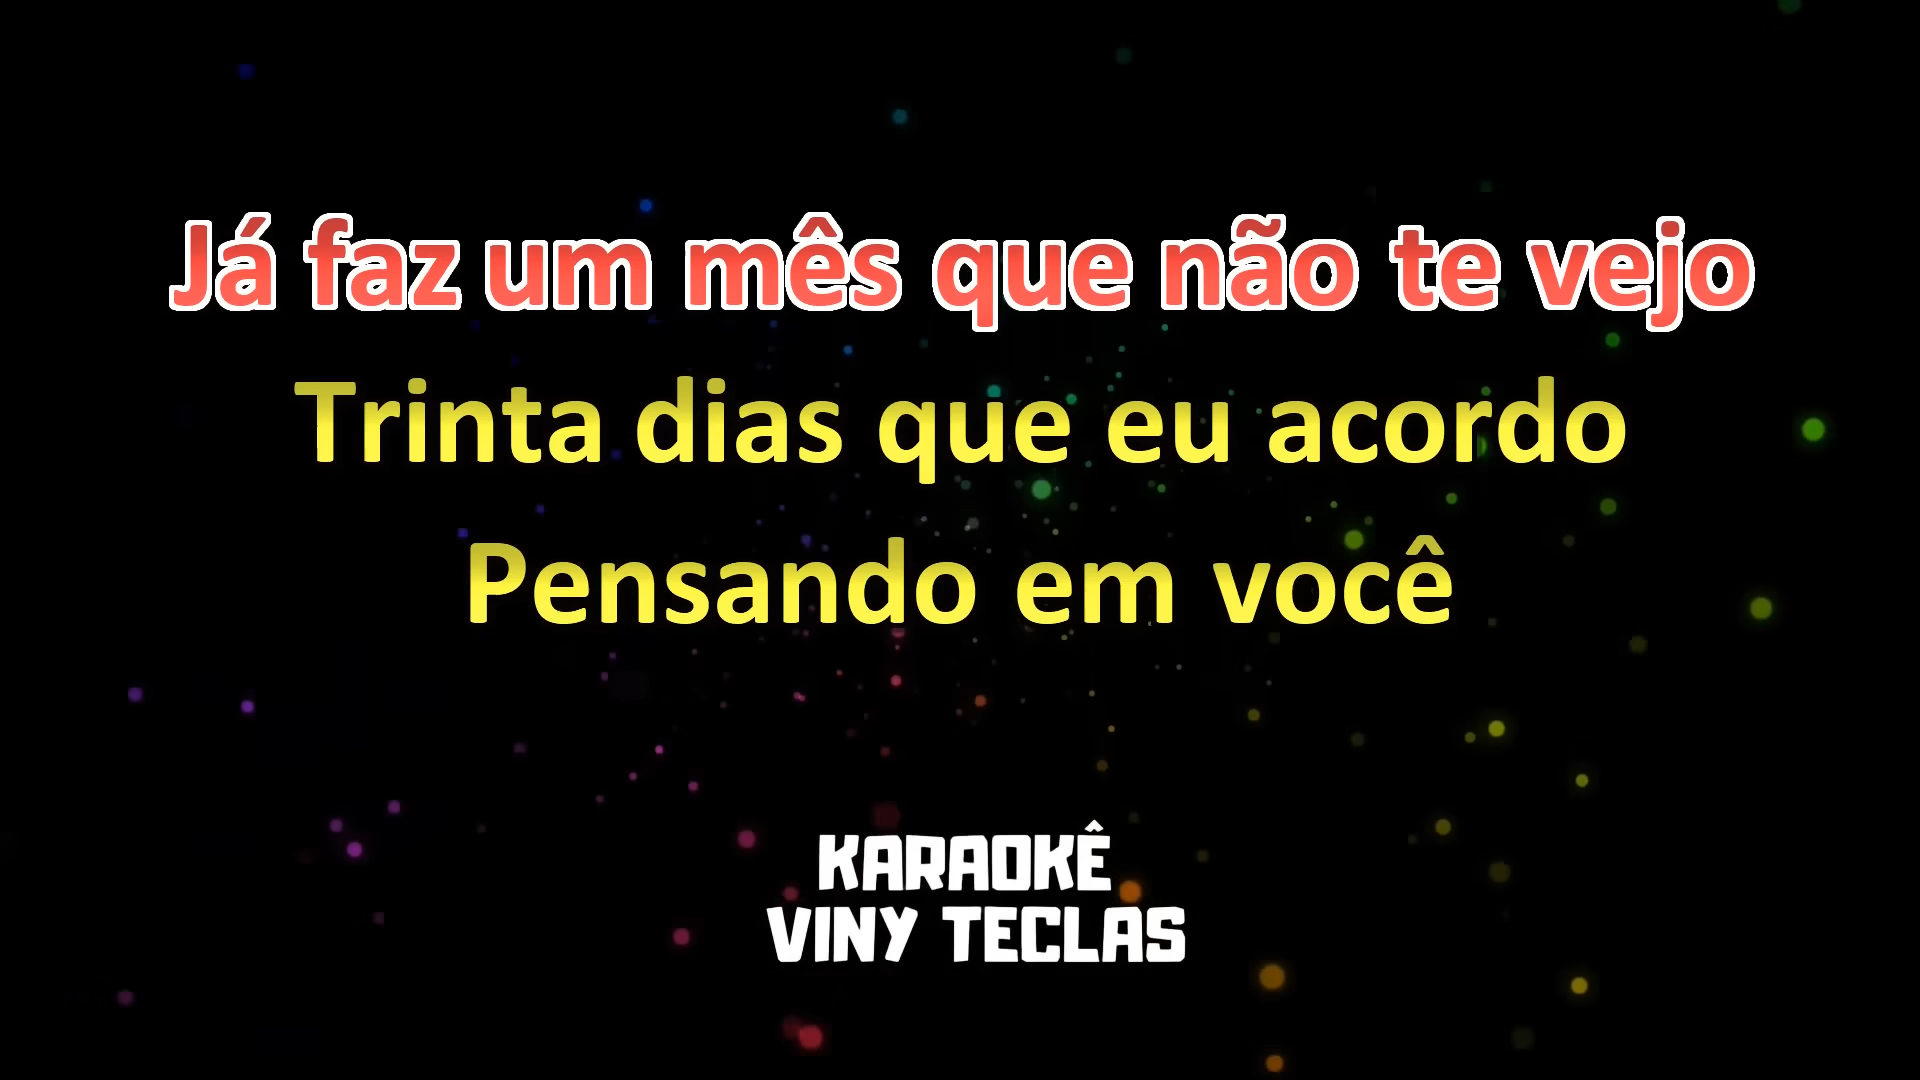 Já faz um mês que não te vejo
Trinta dias que eu acordo
Pensando em você
KARAOKÊ
VINY TECLAS